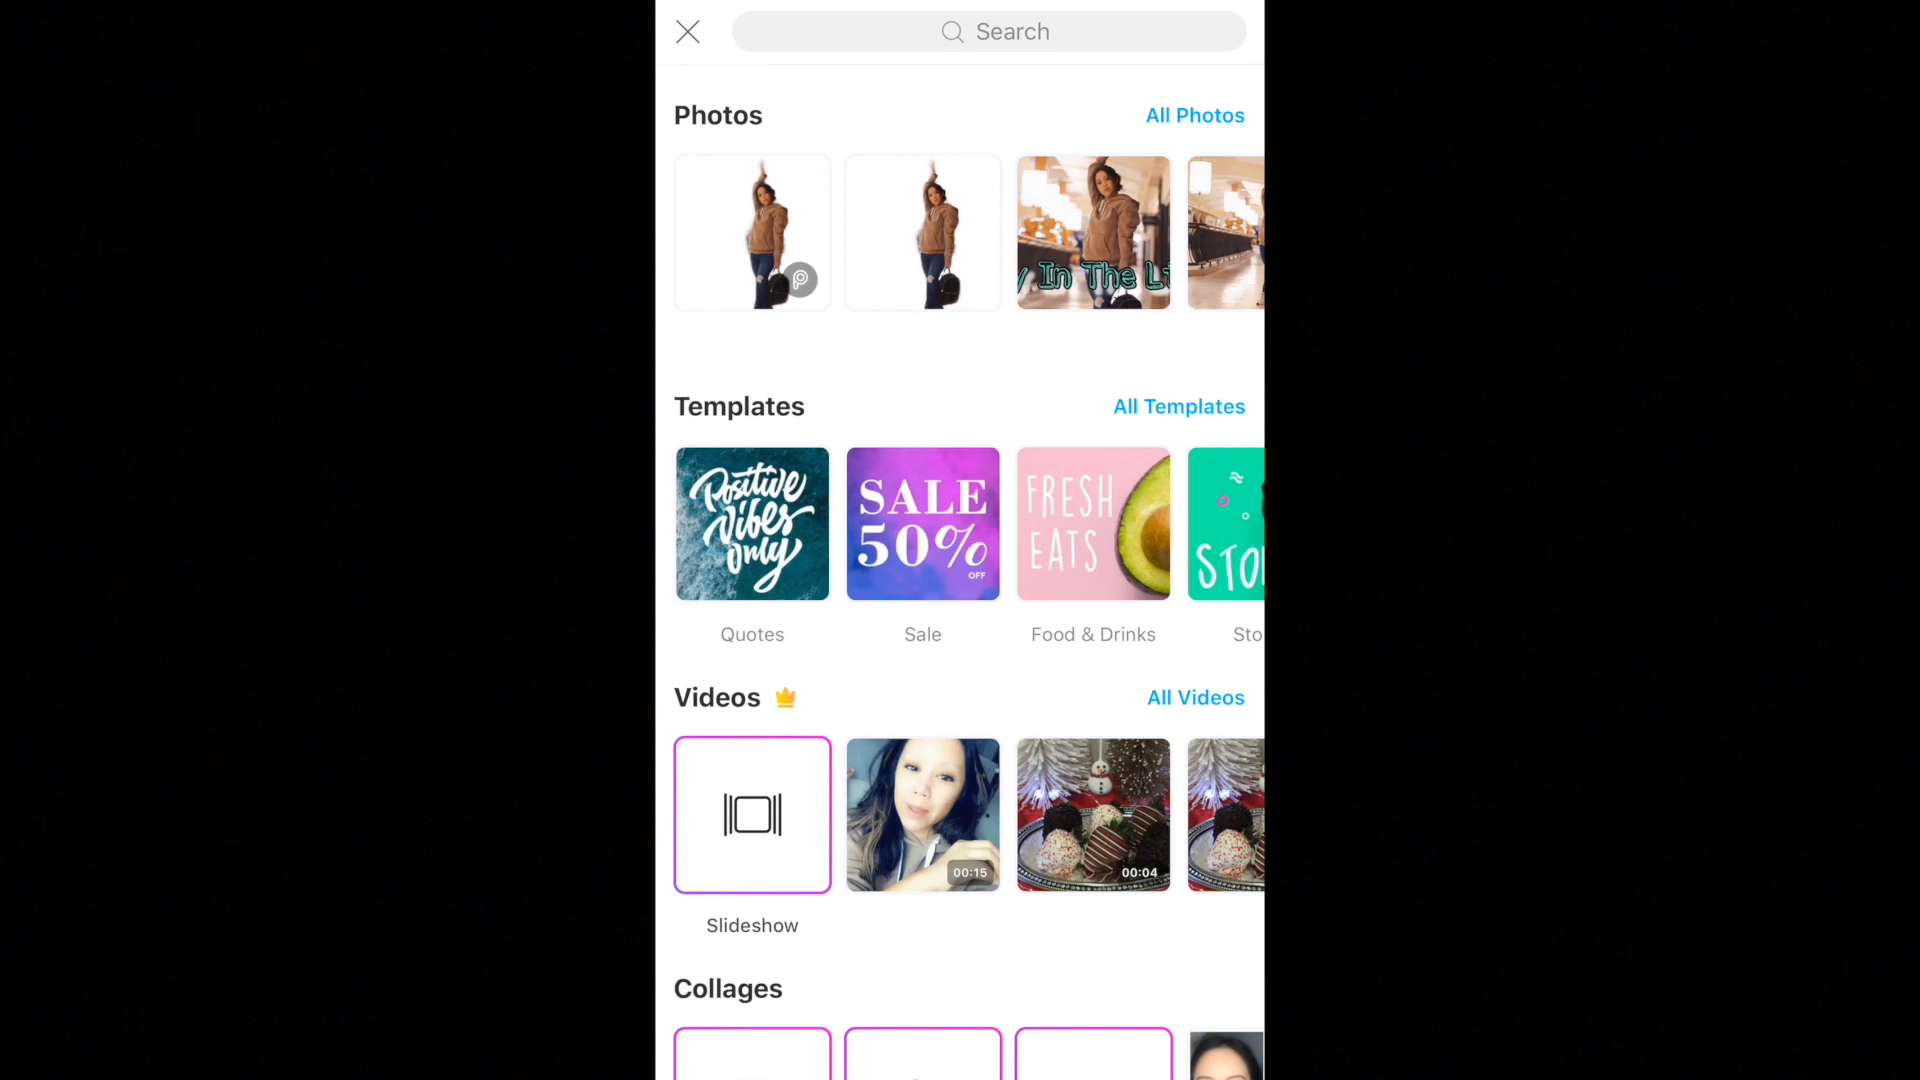 Search
Photos
All Photos
In The
Templates
All Templates
Positive
Vibes
only
SALE
50%
OFF
FRESH
EATS
Quotes
Sale
Food & Drinks
Videos
All Videos
00:15
00:04
Slideshow
Collages